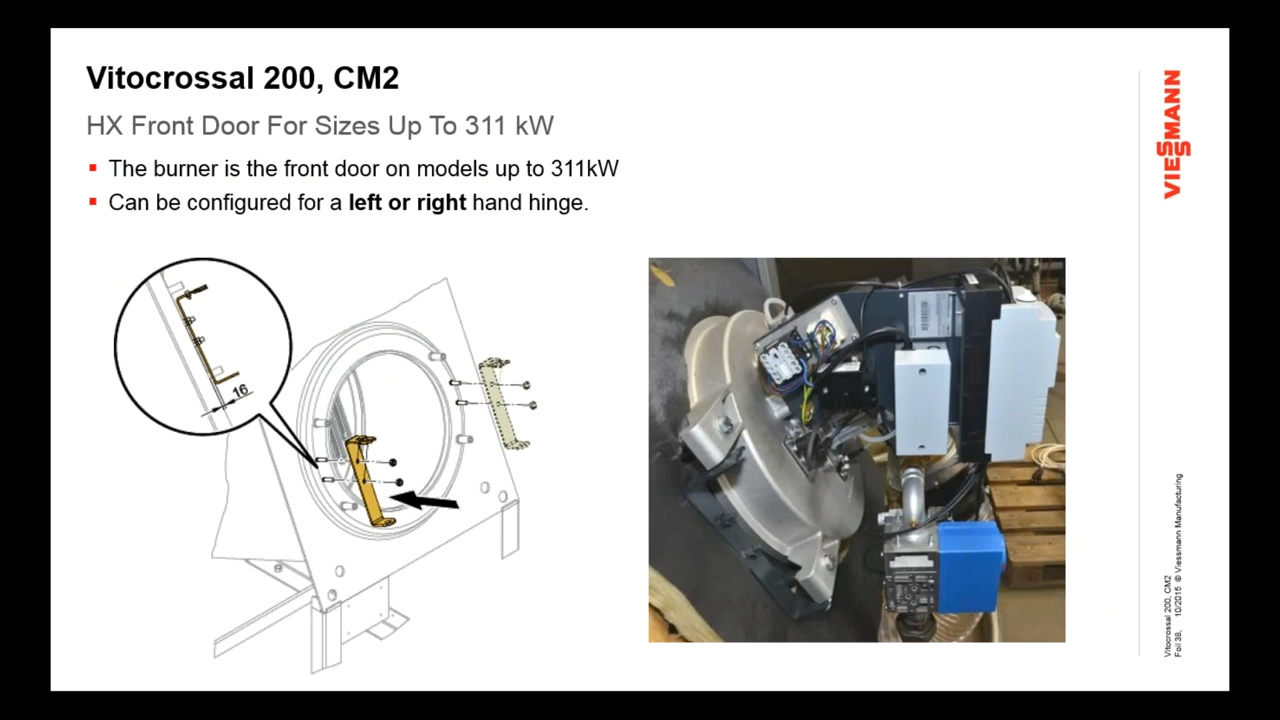 Vitocrossal 200, CM2
HX Front Door For Sizes Up To 311 kW
The burner is the front door on models up to 311kW
Can be configured for a left or right hand hinge.
16
VIESSMANN
Vitocrossal 200, CM2
Foil 38, 10/2015 © Viessmann Manufacturing